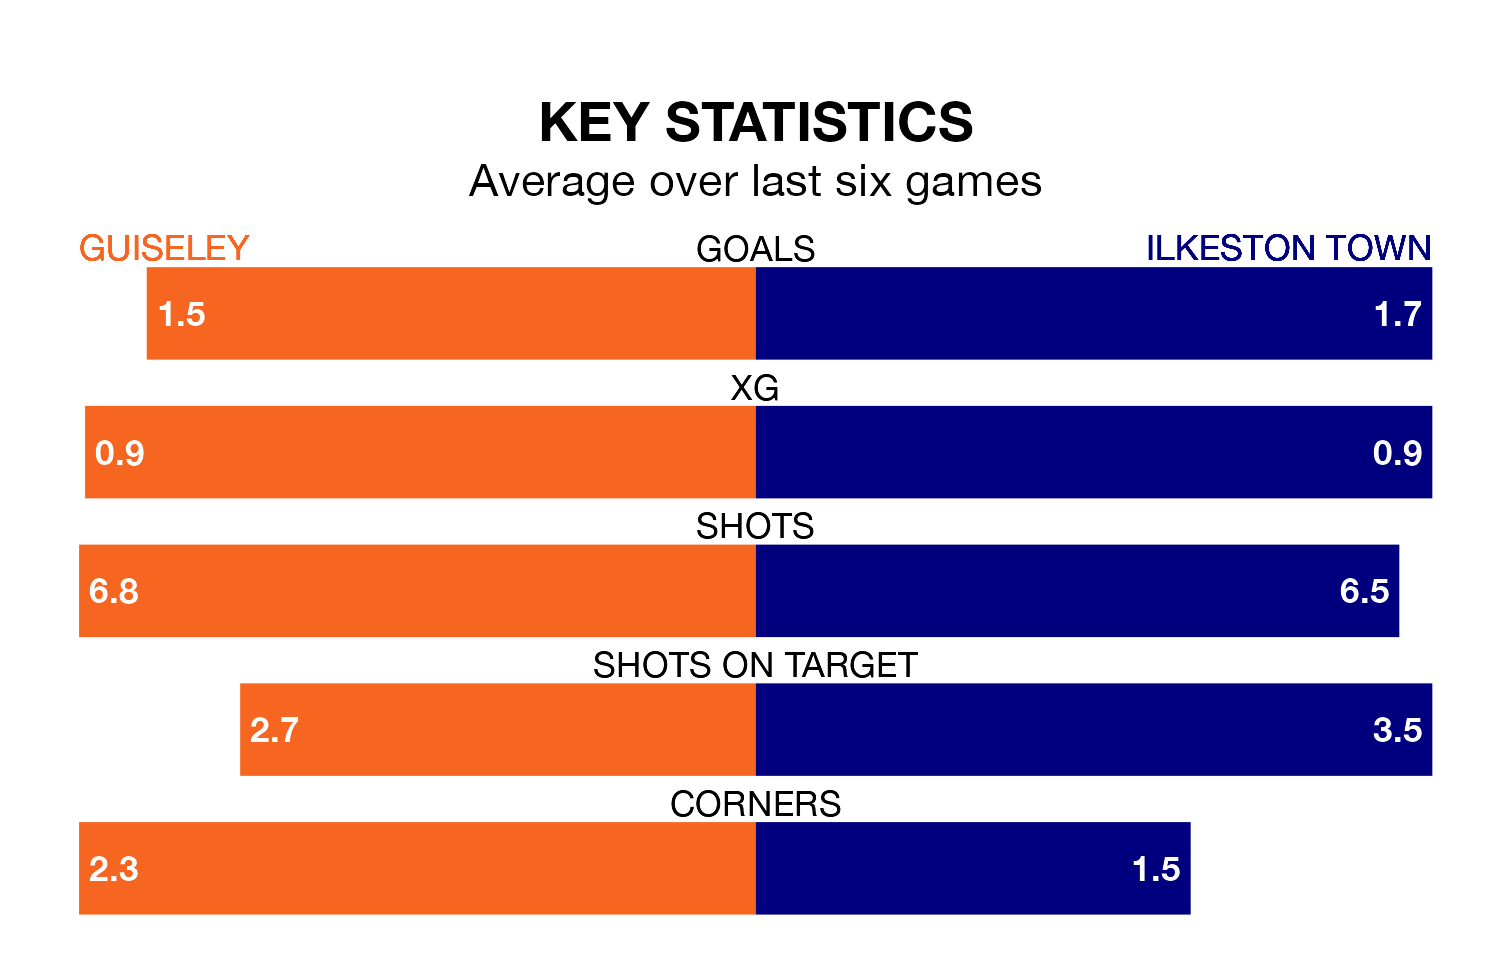 KEY STATISTICS
Average over last six games
GUISELEY GOALS ILKESTON TOWN
1.5 1.7
XG
0.9 0.9
SHOTS
6.8 6.5
SHOTS ON TARGET
2.7 3.5
CORNERS
2.3 1.5